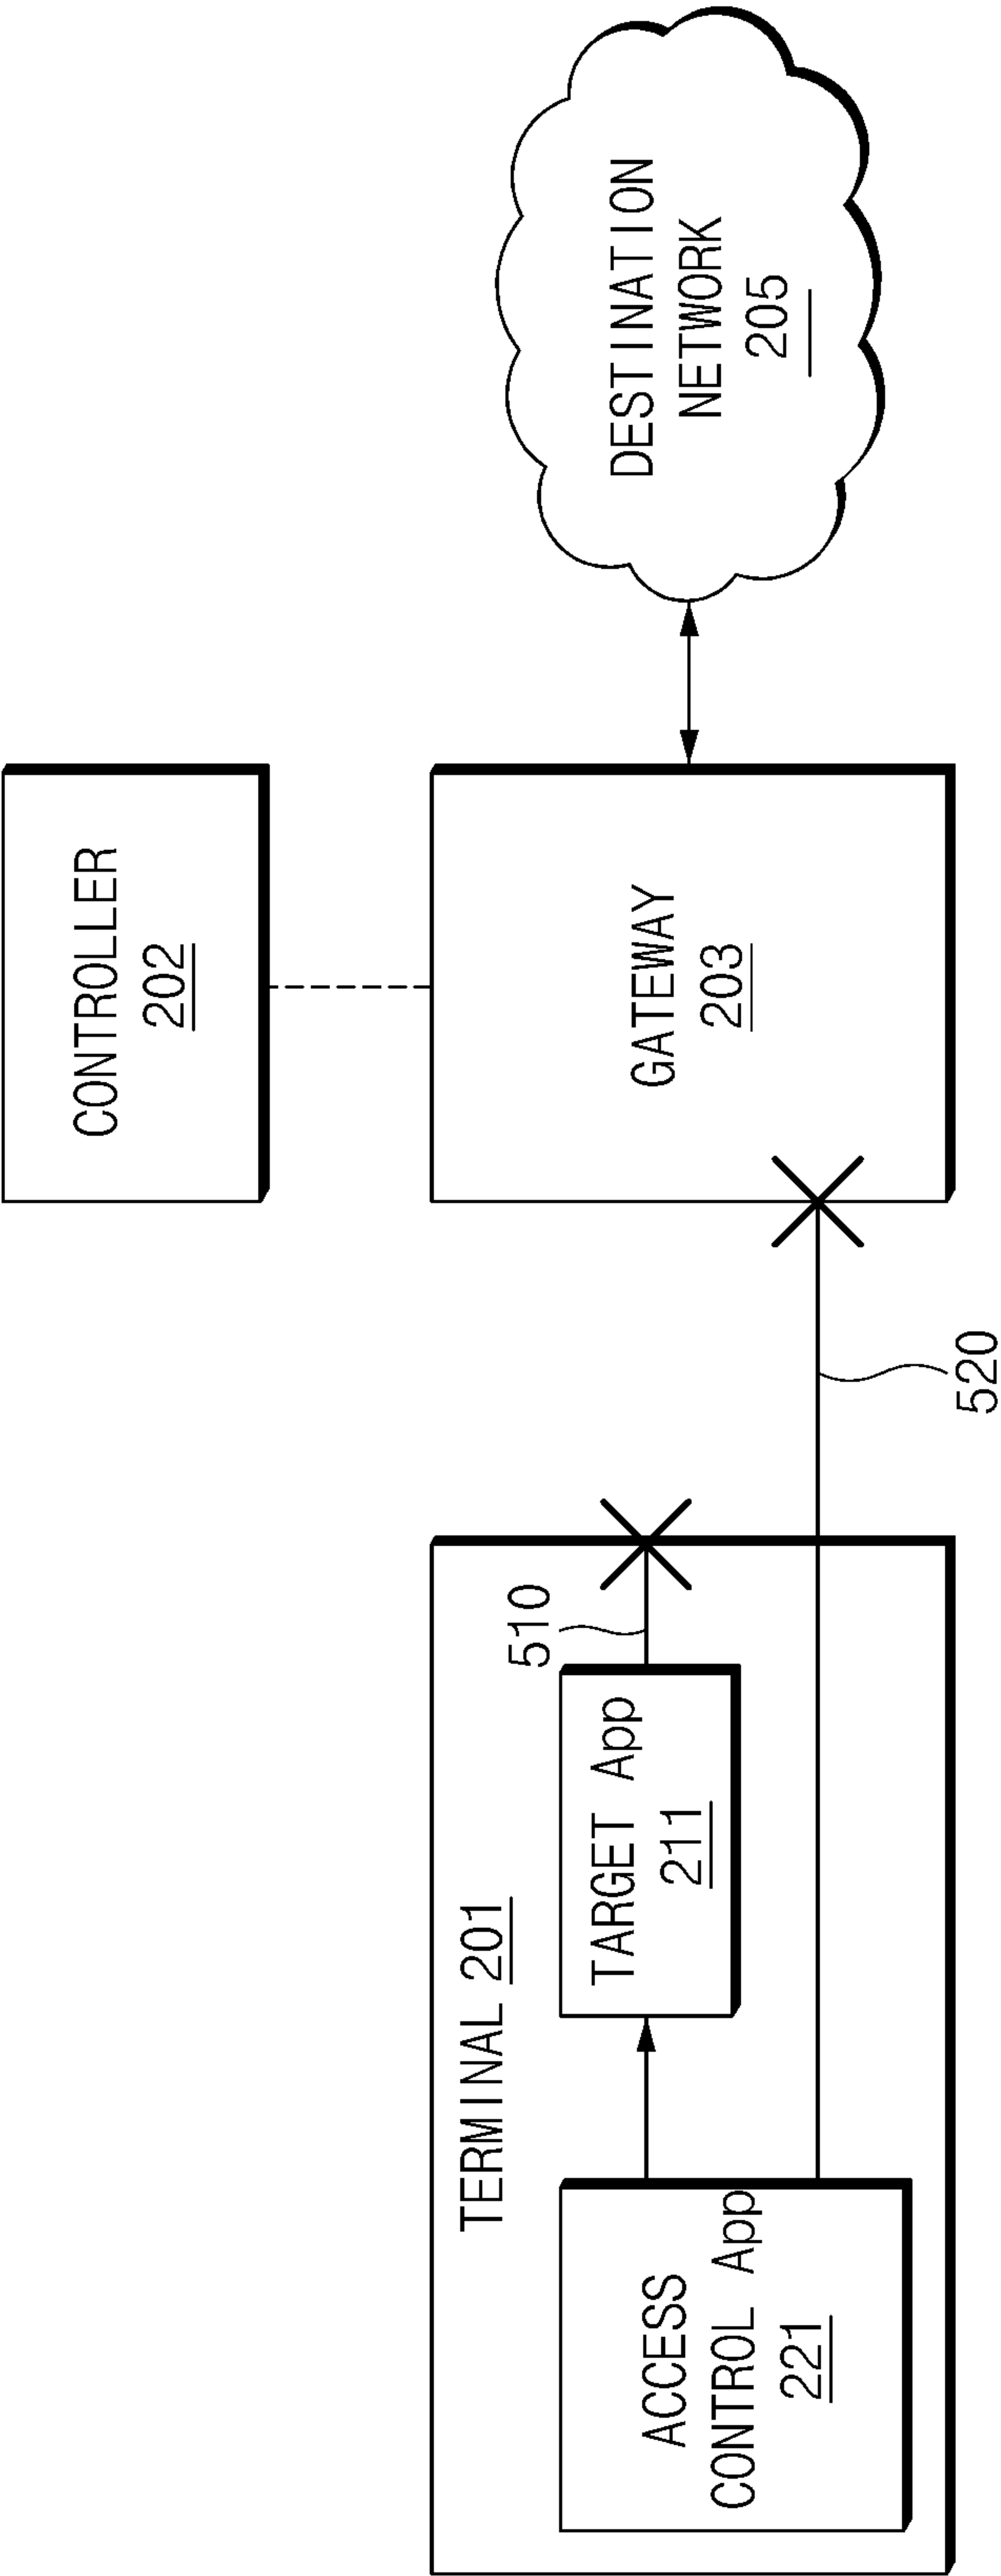 TERMINAL 201
ACCESS
CONTROL App
221
TARGET App
211
510
520
CONTROLLER
202
GATEWAY
203
DESTINATION
NETWORK
205